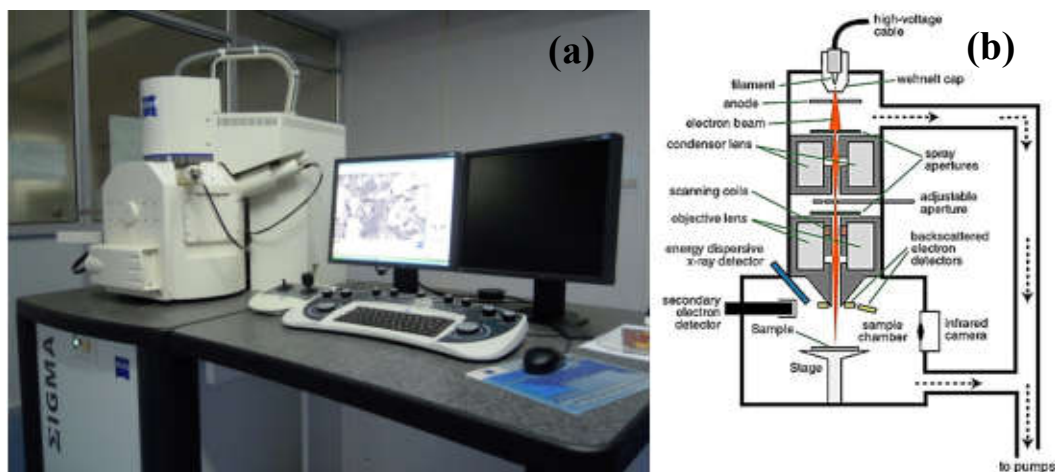 (a)
ΣIGMA
(b)
high-voltage
cable
filament
wehnelt cap
anode
electron beam
condensor lens
spray
apertures
scanning coils
adjustable
aperture
objective lens
energy dispersive
x-ray detector
backscattered
electron
detectors
secondary
electron
detector
Sample
sample
chamber
infrared
camera
Stage
to pumps